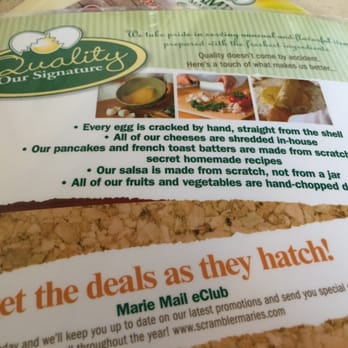 Quality
Our Signature
We take pride in serving unusual and flavorful
prepared with the freshest ingredients
Quality doesn't come by accident.
Here's a touch of what makes us better...
• Every egg is cracked by hand, straight from the shell
• All of our cheeses are shredded in-house
• Our pancakes and french toast batters are made from scratch
secret homemade recipes
• Our salsa is made from scratch, not from a jar
• All of our fruits and vegetables are hand-chopped d
et the deals as they hatch!
Marie Mail eClub
day and we'll keep you up to date on our latest promotions and send you special
throughout the year! www.scramblermaries.com